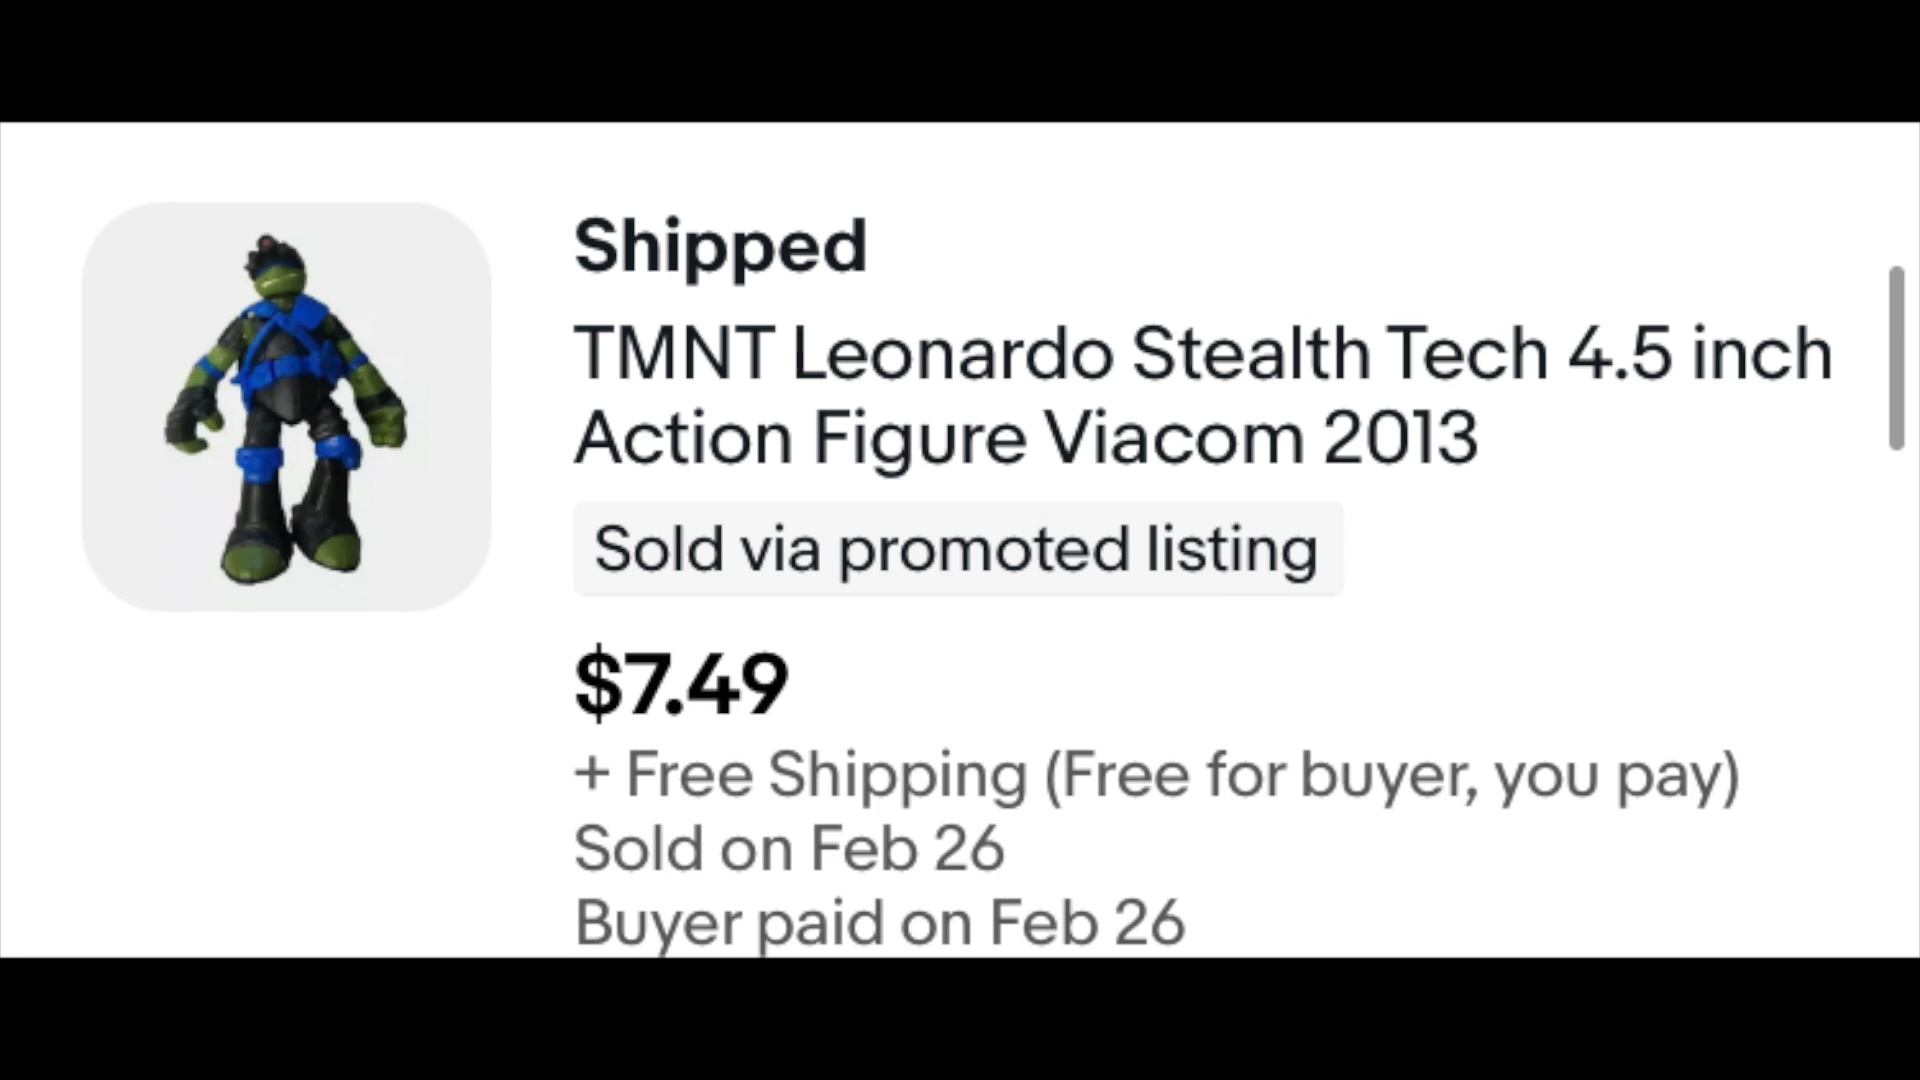 Shipped
TMNT Leonardo Stealth Tech 4.5 inch
Action Figure Viacom 2013
Sold via promoted listing
$7.49
+ Free Shipping (Free for buyer, you pay)
Sold on Feb 26
Buyer paid on Feb 26